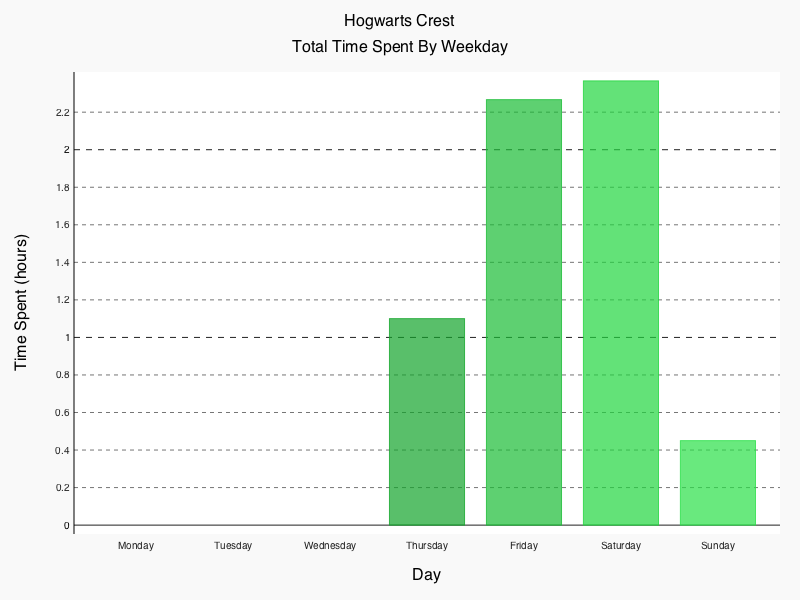 Hogwarts Crest
Total Time Spent By Weekday
Time Spent (hours)
2.2
2
1.8
1.6
1.4
1.2
1
0.8
0.6
0.4
0.2
0
Monday Tuesday Wednesday Thursday Friday Saturday Sunday
Day